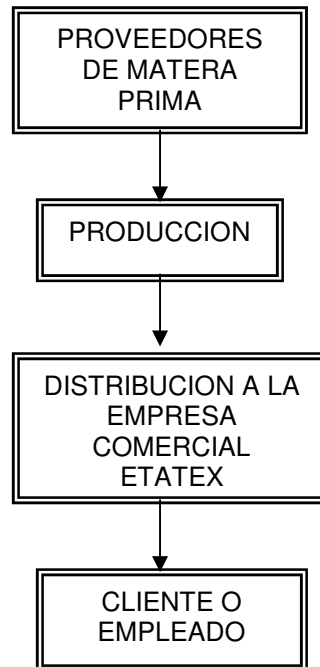 PROVEEDORES
DE MATERA
PRIMA
PRODUCCION
DISTRIBUCION A LA
EMPRESA
COMERCIAL
ETATEX
CLIENTE O
EMPLEADO